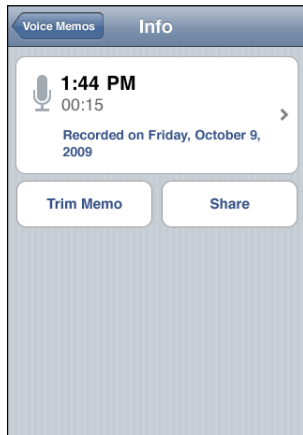 Voice Memos
Info
1:44 PM
00:15
Recorded on Friday, October 9,
2009
Trim Memo
Share